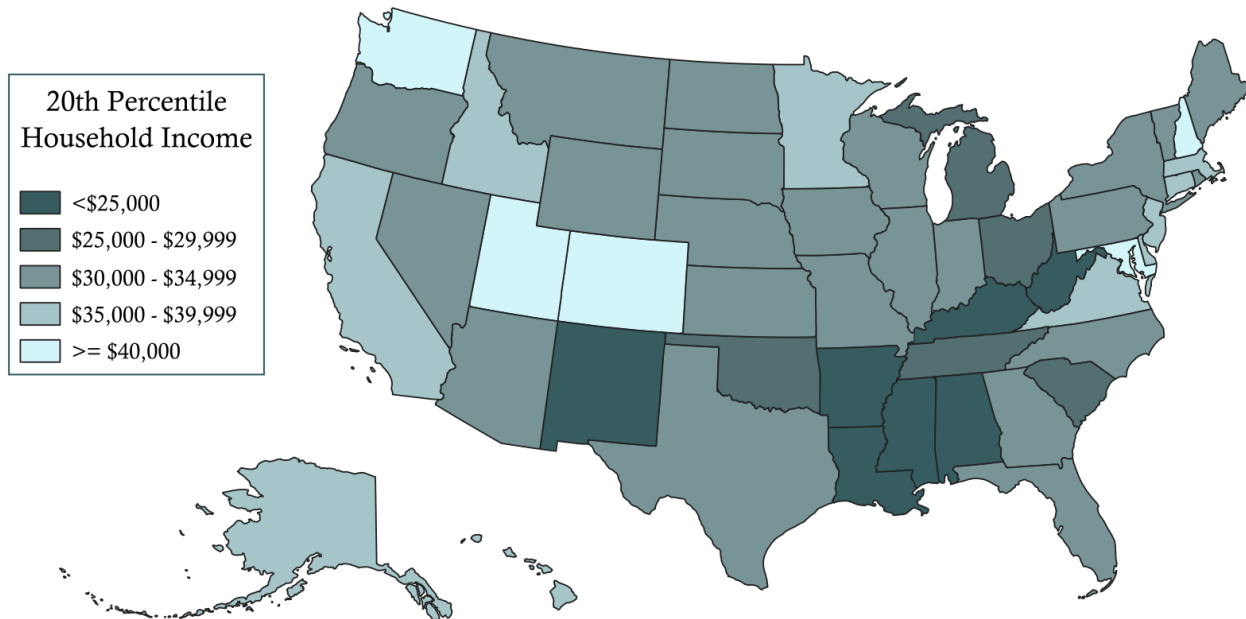 20th Percentile
Household Income
<$25,000
$25,000 - $29,999
$30,000 - $34,999
$35,000 - $39,999
>= $40,000